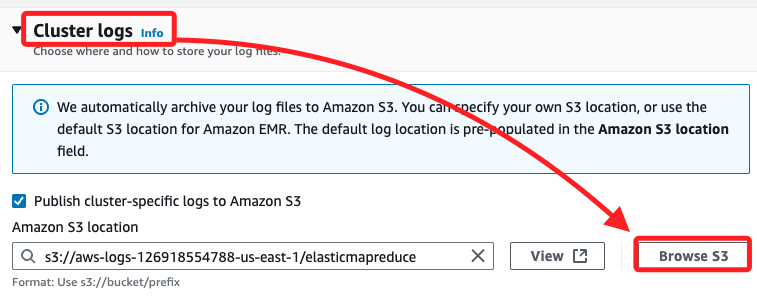 Cluster logs Info
Choose where and how to store your log files.
We automatically archive your log files to Amazon S3. You can specify your own S3 location, or use the
default S3 location for Amazon EMR. The default log location is pre-populated in the Amazon S3 location
field.
Publish cluster-specific logs to Amazon S3
Amazon S3 location
s3://aws-logs-126918554788-us-east-1/elasticmapreduce View Browse S3
Format: Use s3://bucket/prefix